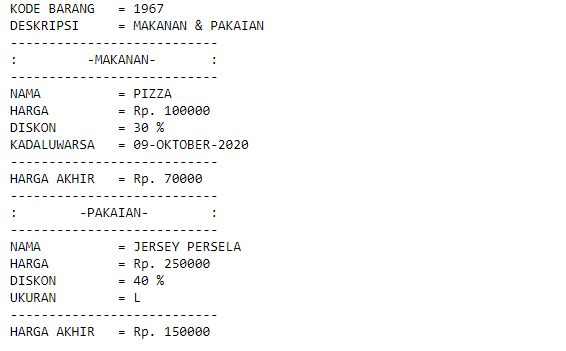 KODE BARANG   = 1967
DESKRIPSI     = MAKANAN & PAKAIAN
---------------------------
:         -MAKANAN-       :
---------------------------
NAMA          = PIZZA
HARGA         = Rp. 100000
DISKON        = 30 %
KADALUWARSA   = 09-OKTOBER-2020
---------------------------
HARGA AKHIR   = Rp. 70000
---------------------------
:        -PAKAIAN-        :
---------------------------
NAMA          = JERSEY PERSELA
HARGA         = Rp. 250000
DISKON        = 40 %
UKURAN        = L
---------------------------
HARGA AKHIR   = Rp. 150000